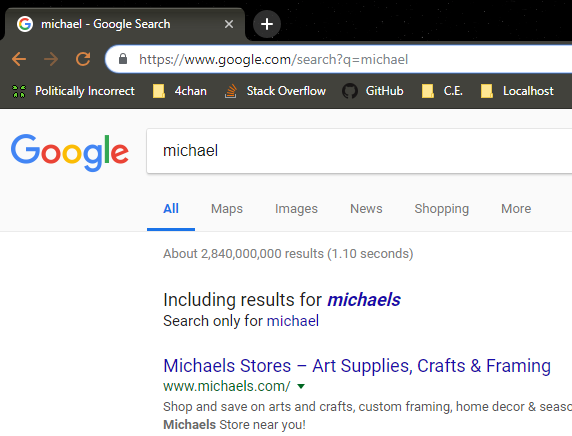 michael - Google Search
https://www.google.com/search?q=michael
Politically Incorrect 4chan Stack Overflow GitHub C.E. Localhost
Google michael
All Maps Images News Shopping More
About 2,840,000,000 results (1.10 seconds)
Including results for michaels
Search only for michael
Michaels Stores – Art Supplies, Crafts & Framing
www.michaels.com/
Shop and save on arts and crafts, custom framing, home decor &
Michaels Store near you!